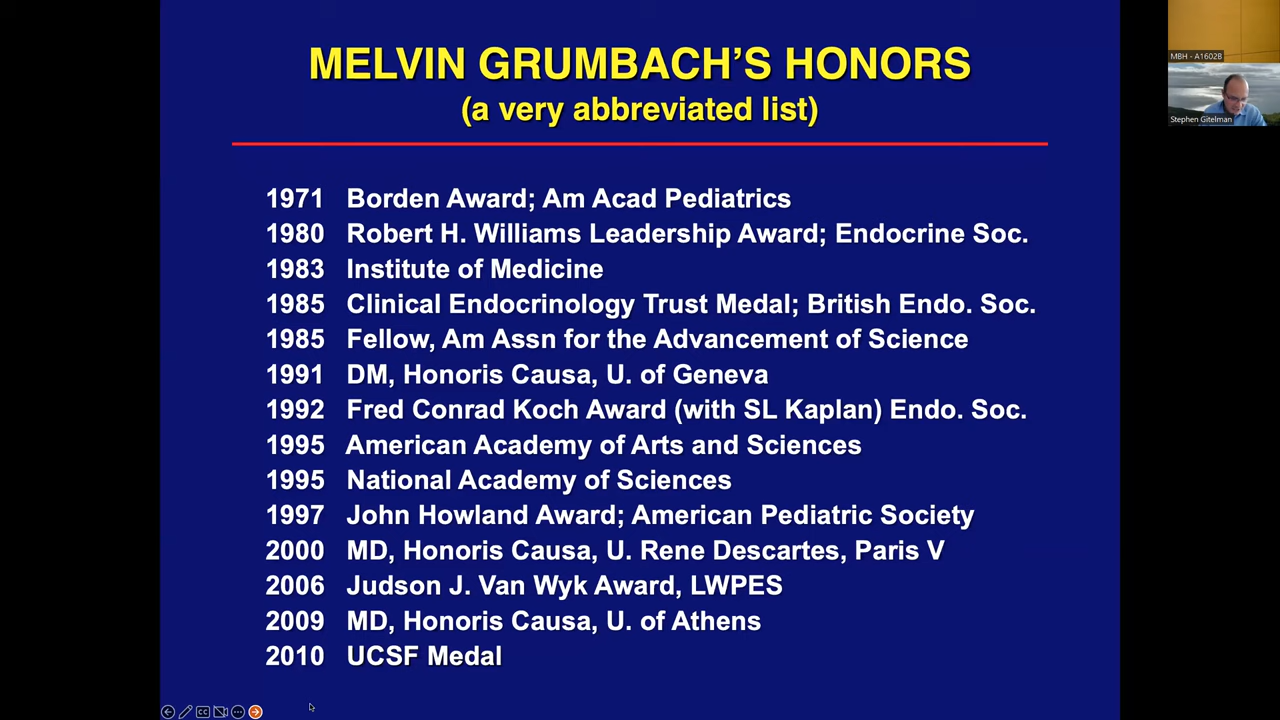 MELVIN GRUMBACH'S HONORS
(a very abbreviated list)
1971 Borden Award; Am Acad Pediatrics
1980 Robert H. Williams Leadership Award; Endocrine Soc.
1983 Institute of Medicine
1985 Clinical Endocrinology Trust Medal; British Endo. Soc.
1985 Fellow, Am Assn for the Advancement of Science
1991 DM, Honoris Causa, U. of Geneva
1992 Fred Conrad Koch Award (with SL Kaplan) Endo. Soc.
1995 American Academy of Arts and Sciences
1995 National Academy of Sciences
1997 John Howland Award; American Pediatric Society
2000 MD, Honoris Causa, U. Rene Descartes, Paris V
2006 Judson J. Van Wyk Award, LWPES
2009 MD, Honoris Causa, U. of Athens
2010 UCSF Medal
MBH - A1602B
Stephen Gitelman
CC